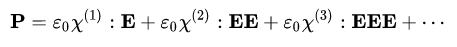 P = ε₀χ⁽¹⁾ : E + ε₀χ⁽²⁾ : EE + ε₀χ⁽³⁾ : EEE + ⋯